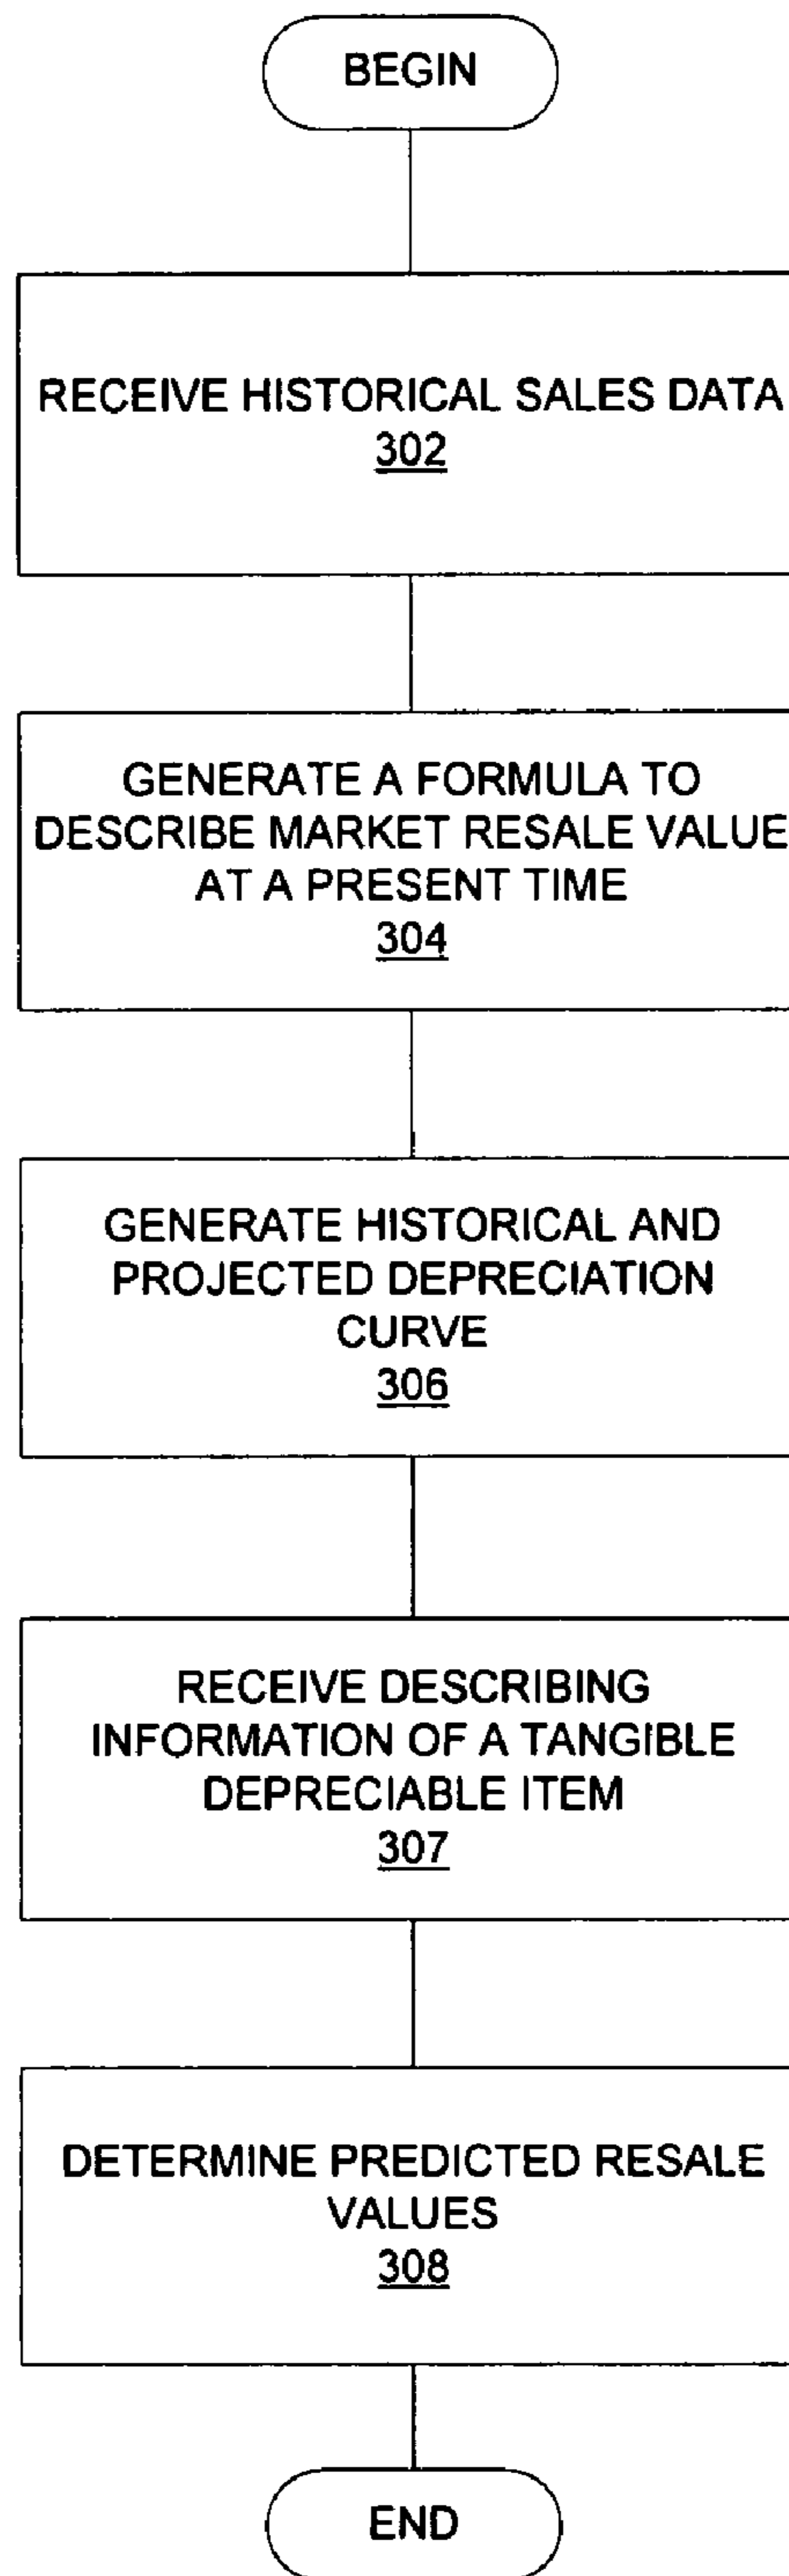 BEGIN
RECEIVE HISTORICAL SALES DATA
302
GENERATE A FORMULA TO
DESCRIBE MARKET RESALE VALUE
AT A PRESENT TIME
304
GENERATE HISTORICAL AND
PROJECTED DEPRECIATION
CURVE
306
RECEIVE DESCRIBING
INFORMATION OF A TANGIBLE
DEPRECIABLE ITEM
307
DETERMINE PREDICTED RESALE
VALUES
308
END